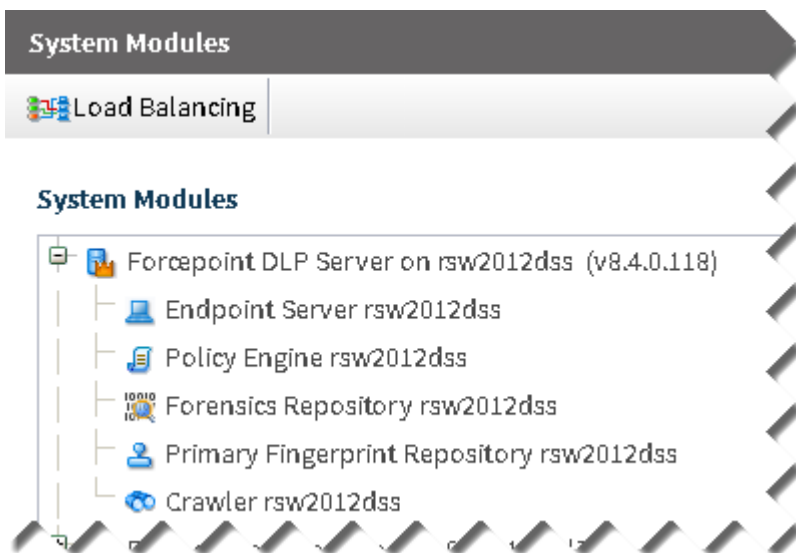 System Modules
Load Balancing
System Modules
Forcepoint DLP Server on rsw2012dss (v8.4.0.118)
Endpoint Server rsw2012dss
Policy Engine rsw2012dss
Forensics Repository rsw2012dss
Primary Fingerprint Repository rsw2012dss
Crawler rsw2012dss